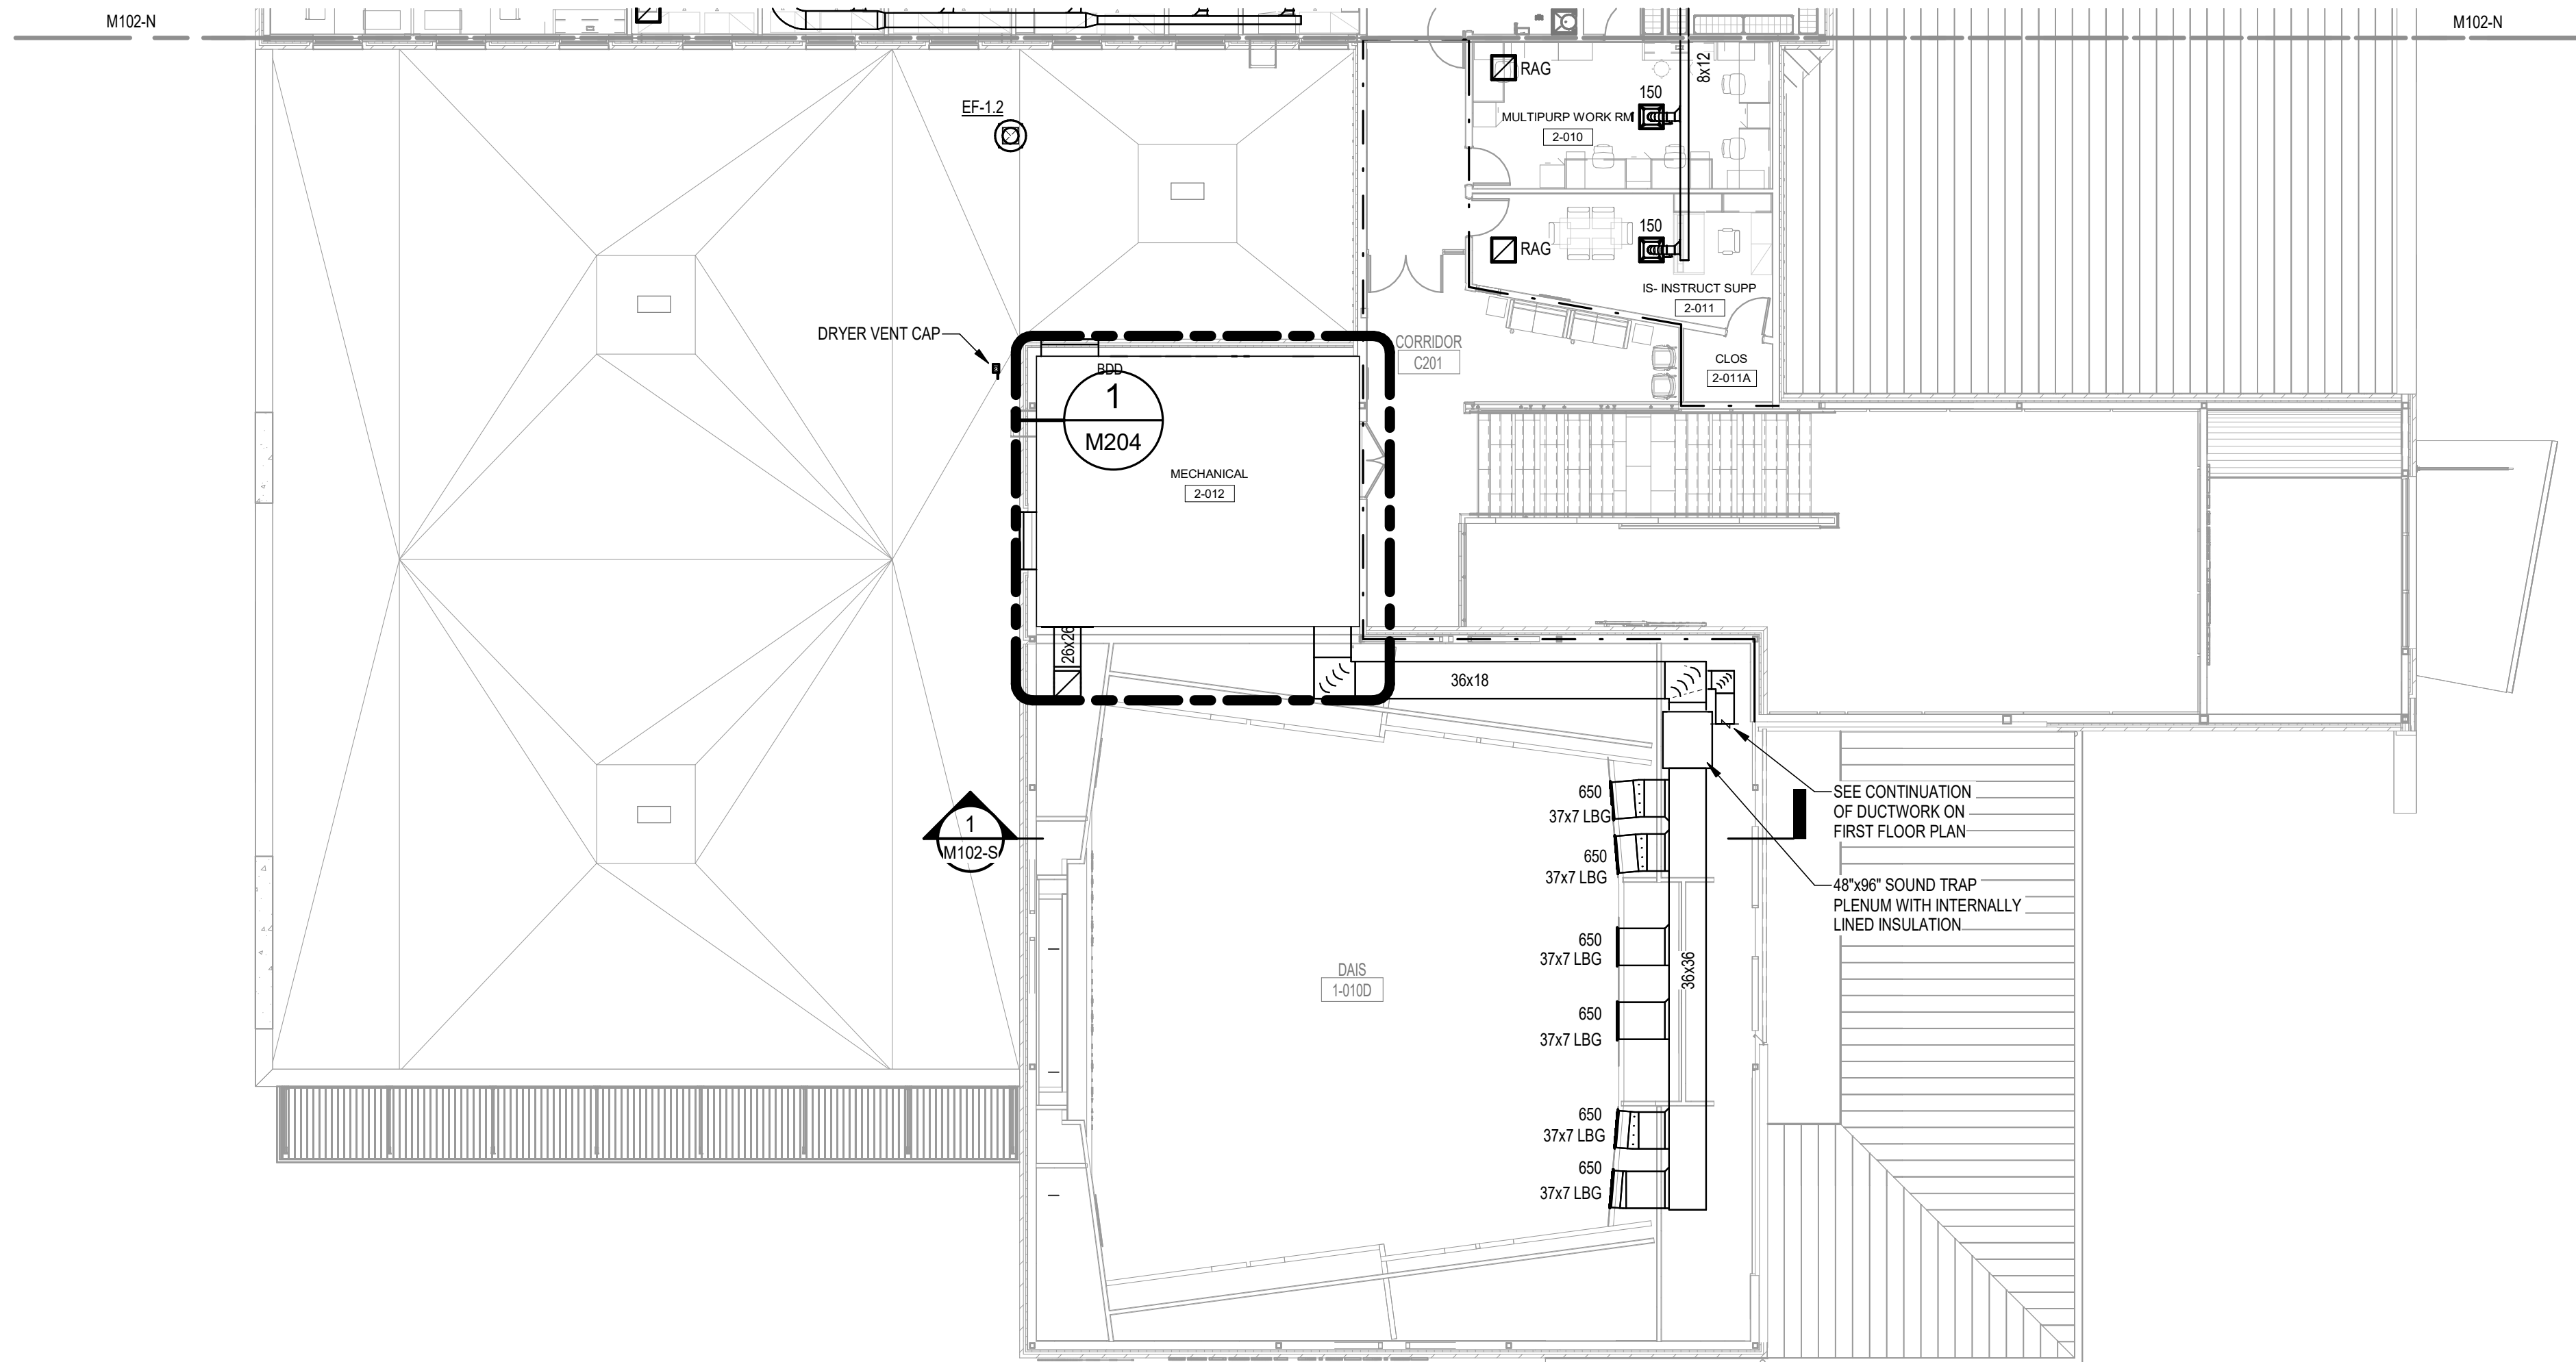 M102-N
M102-N
8x12
RAG
150
MULTIPURP WORK RM
2-010
EF-1.2
150
RAG
IS- INSTRUCT SUPP
2-011
DRYER VENT CAP
CORRIDOR
C201
CLOS
2-011A
BDD
1
M204
MECHANICAL
2-012
26x26
36x18
SEE CONTINUATION
OF DUCTWORK ON
FIRST FLOOR PLAN
48"x96" SOUND TRAP
PLENUM WITH INTERNALLY
LINED INSULATION
1
M102-S
650
37x7 LBG
650
37x7 LBG
650
37x7 LBG
650
37x7 LBG
650
37x7 LBG
650
37x7 LBG
36x36
DAIS
1-010D